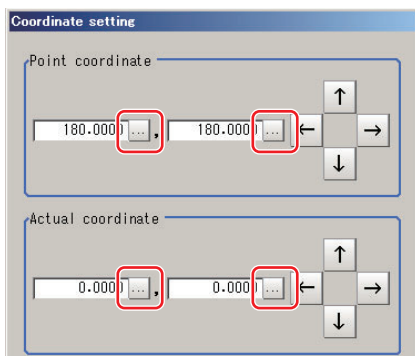 Coordinate setting
Point coordinate
180.0000 ... , 180.0000 ...
↑
← →
↓
Actual coordinate
0.0000 ... , 0.0000 ...
↑
← →
↓